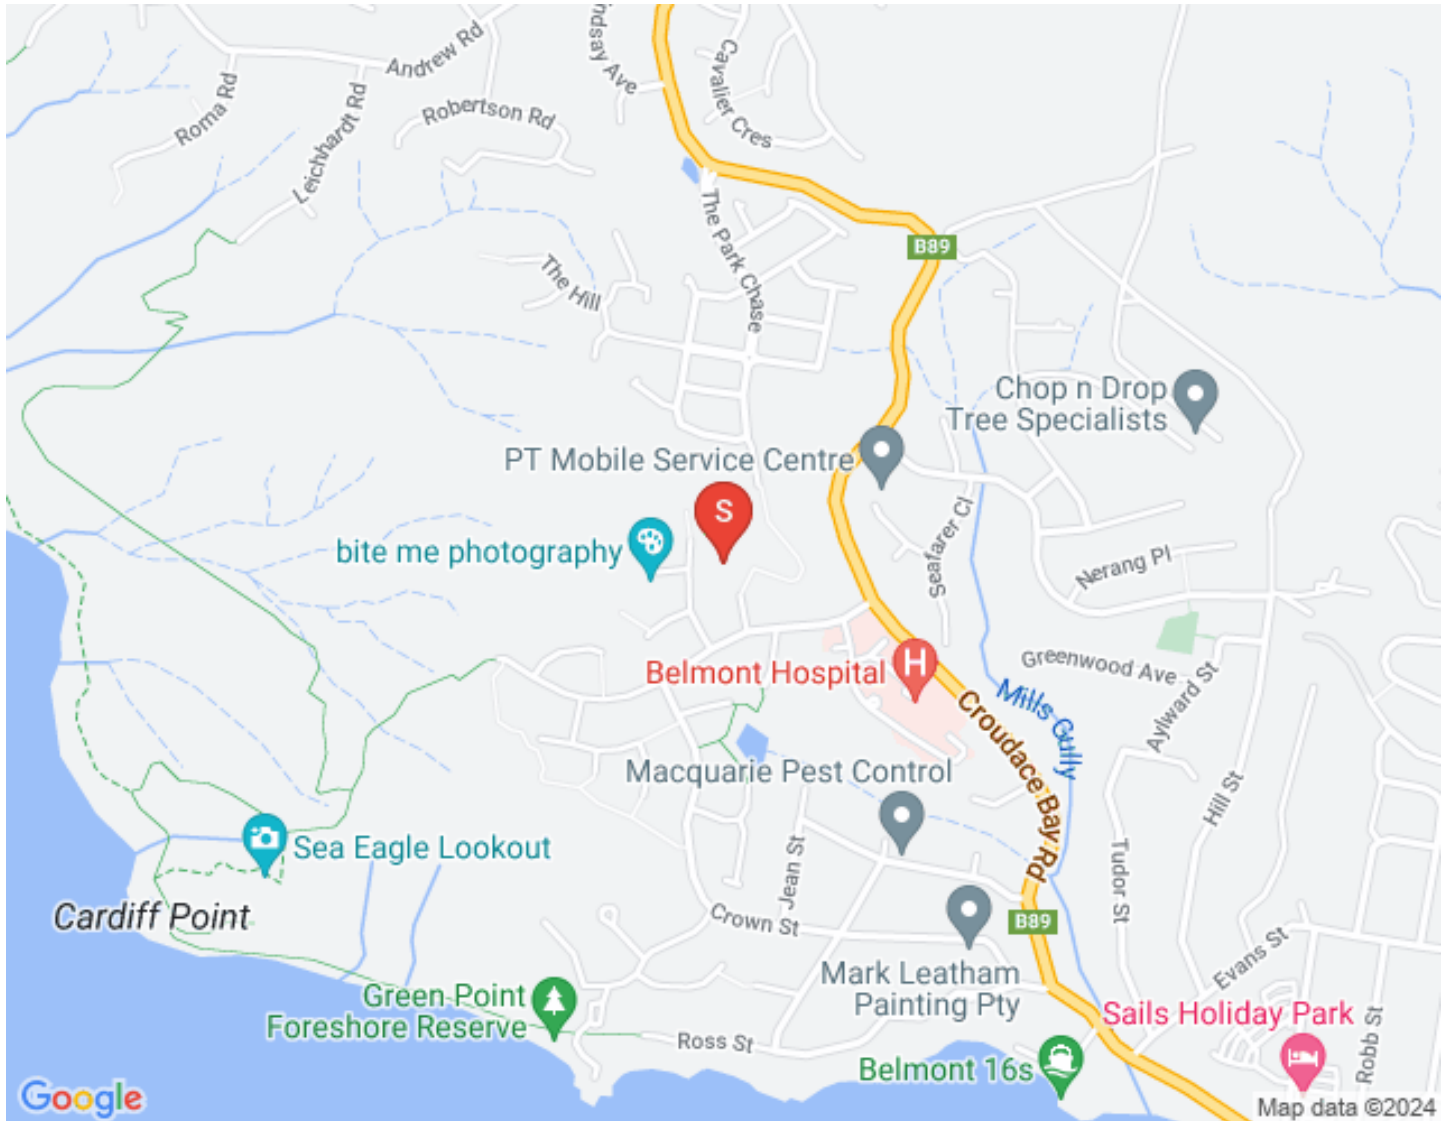 Andrew Rd
Roma Rd
Leichhardt Rd
Robertson Rd
Cavalier Cres
B89
The Park Chase
The Hill
Chop n Drop
Tree Specialists
PT Mobile Service Centre
S
bite me photography
Seafarer Cl
Nerang Pl
Belmont Hospital
H
Greenwood Ave
Aylward St
Mills Gully
Croudace Bay Rd
Macquarie Pest Control
Hill St
Sea Eagle Lookout
Jean St
Tudor St
Cardiff Point
Crown St
B89
Evans St
Mark Leatham
Painting Pty
Green Point
Foreshore Reserve
Sails Holiday Park
Robb St
Ross St
Belmont 16s
Google
Map data ©2024